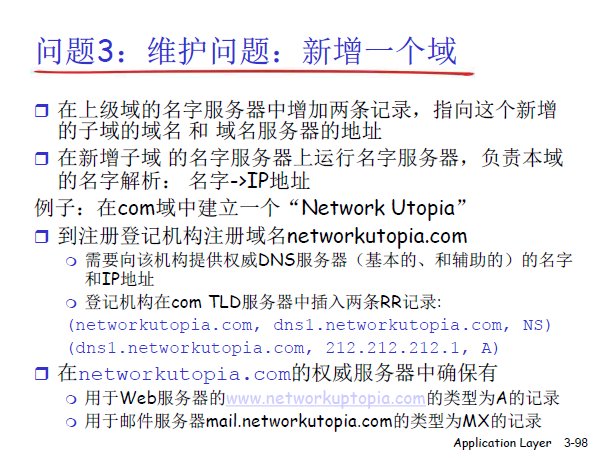 问题3：维护问题：新增一个域
在上级域的名字服务器中增加两条记录，指向这个新增
的子域的域名 和 域名服务器的地址
在新增子域 的名字服务器上运行名字服务器，负责本域
的名字解析： 名字->IP地址
例子：在com域中建立一个“Network Utopia”
到注册登记机构注册域名networkutopia.com
需要向该机构提供权威DNS服务器（基本的、和辅助的）的名字
和IP地址
登记机构在com TLD服务器中插入两条RR记录:
(networkutopia.com, dns1.networkutopia.com, NS)
(dns1.networkutopia.com, 212.212.212.1, A)
在networkutopia.com的权威服务器中确保有
用于Web服务器的www.networkuptopia.com的类型为A的记录
用于邮件服务器mail.networkutopia.com的类型为MX的记录
Application Layer 3-98